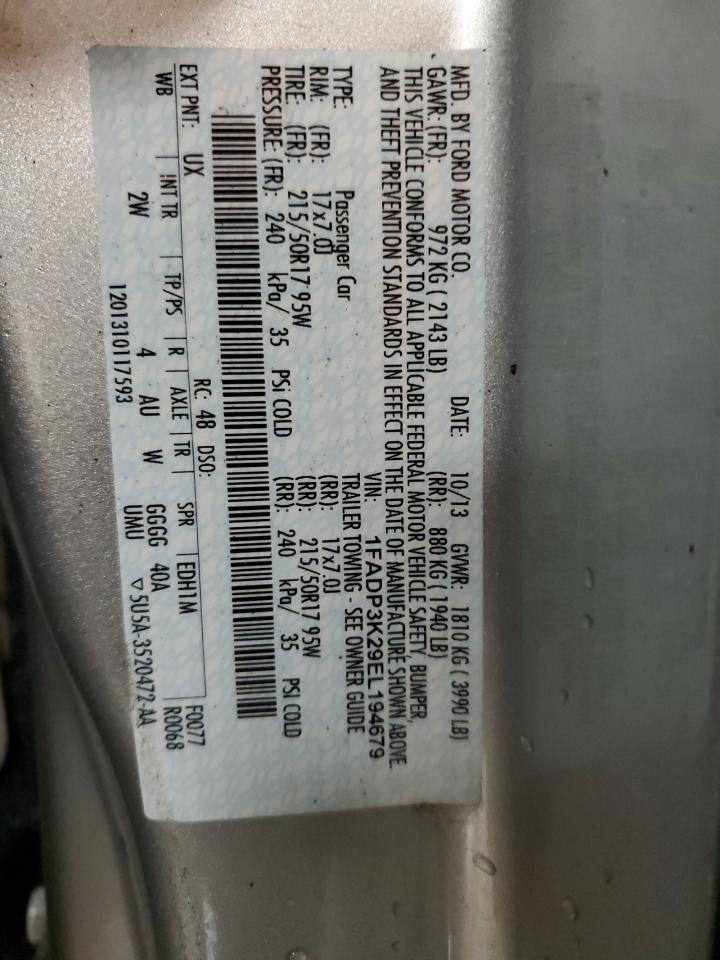 MFD. BY FORD MOTOR CO. DATE: 10/13 GVWR: 1810 KG ( 3990 LB)
GAWR: (FR): 972 KG ( 2143 LB) (RR): 880 KG ( 1940 LB)
THIS VEHICLE CONFORMS TO ALL APPLICABLE FEDERAL MOTOR VEHICLE SAFETY, BUMPER,
AND THEFT PREVENTION STANDARDS IN EFFECT ON THE DATE OF MANUFACTURE SHOWN ABOVE.
VIN: 1FADP3K29EL194679
TYPE: Passenger Car TRAILER TOWING - SEE OWNER GUIDE
RIM: (FR): 17x7.0J (RR): 17x7.0J
TIRE: (FR): 215/50R17 95W (RR): 215/50R17 95W
PRESSURE: (FR): 240 kPa/ 35 PSi COLD (RR): 240 kPa/ 35 PSI COLD
RC: 48 DSO: F0077
EXT PNT: UX R0068
WB INT TR TP/PS R AXLE TR SPR EDH1M
2W 4 AU W GGGG 40A
UMU
1201310117593 ▽5U5A-3520472-AA